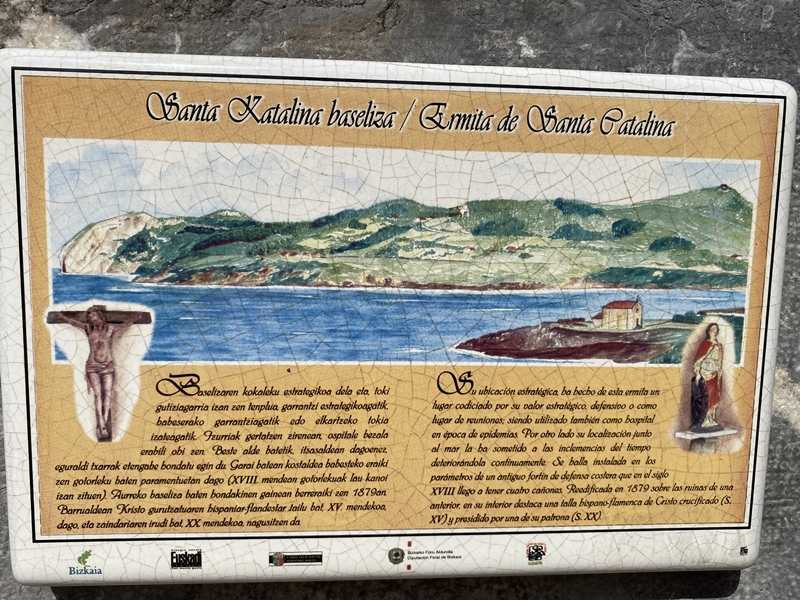 Santa Katalina baseliza / Ermita de Santa Catalina
Baselizaren kokaleku estrategikoa dela eta, toki
gutiziagarria izan zen tenplua, garrantzi estrategikoagatik,
babeserako garrantziagatik edo elkartzeko tokia
izateagatik. Izurriak gertatzen zirenean, ospitale bezala
erabili ohi zen. Beste alde batetik, itsasaldean dagoenez,
eguraldi txarrak etengabe hondatu egin du. Garai batean kostaldea babesteko eraiki
zen gotorleku baten paramentuetan dago (XVIII. mendean gotorlekuak lau kanoi
izan zituen). Aurreko baseliza baten hondakinen gainean berreraiki zen 1879an.
Barrualdean Kristo gurutzatuaren hispaniar-flandestar tailu bat, XV. mendekoa,
dago, eta zaindariaren irudi bat, XX. mendekoa, nagusitzen da.
Su ubicación estratégica, ha hecho de esta ermita un
lugar codiciado por su valor estratégico, defensivo o como
lugar de reuniones; siendo utilizado también como hospital
en época de epidemias. Por otro lado su localización junto
al mar la ha sometido a las inclemencias del tiempo
deteriorándola continuamente. Se halla instalada en los
parámetros de un antiguo fortín de defensa costera que en el siglo
XVIII llego a tener cuatro cañones. Reedificada en 1879 sobre las ruinas de una
anterior, en su interior destaca una talla hispano-flamenca de Cristo crucificado (S.
XV) y presidido por una de su patrona (S. XX).
Bizkaia
Euskadi
Bizkaiko Foru Aldundia
Diputación Foral de Bizkaia